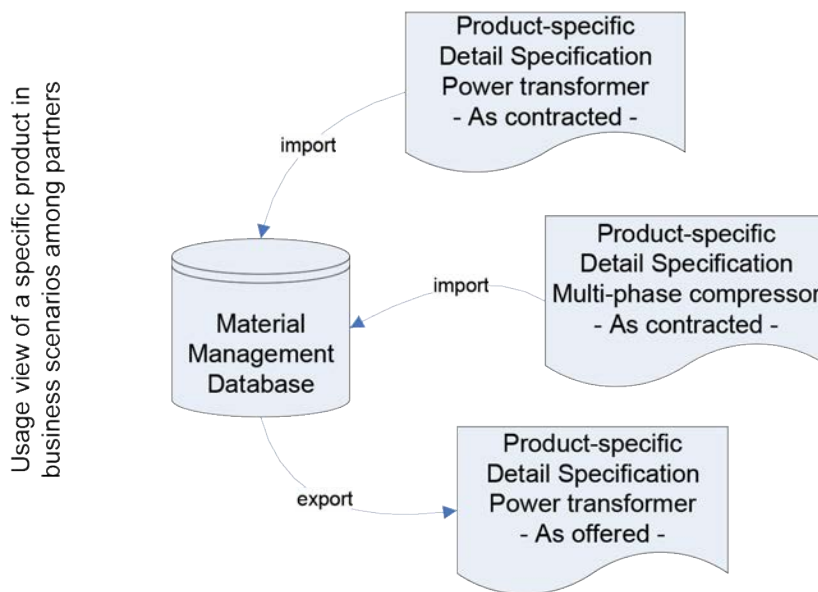 Usage view of a specific product in
business scenarios among partners
Product-specific
Detail Specification
Power transformer
- As contracted -
import
Product-specific
Detail Specification
Multi-phase compressor
- As contracted -
import
Material
Management
Database
Product-specific
Detail Specification
Power transformer
- As offered -
export